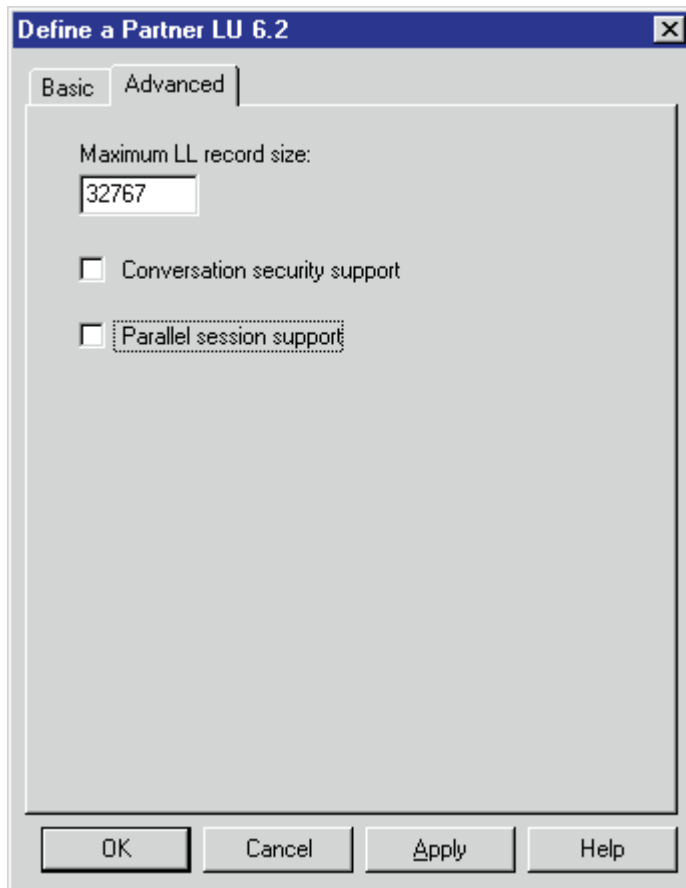 Define a Partner LU 6.2
Basic Advanced
Maximum LL record size:
32767
Conversation security support
Parallel session support
OK Cancel Apply Help